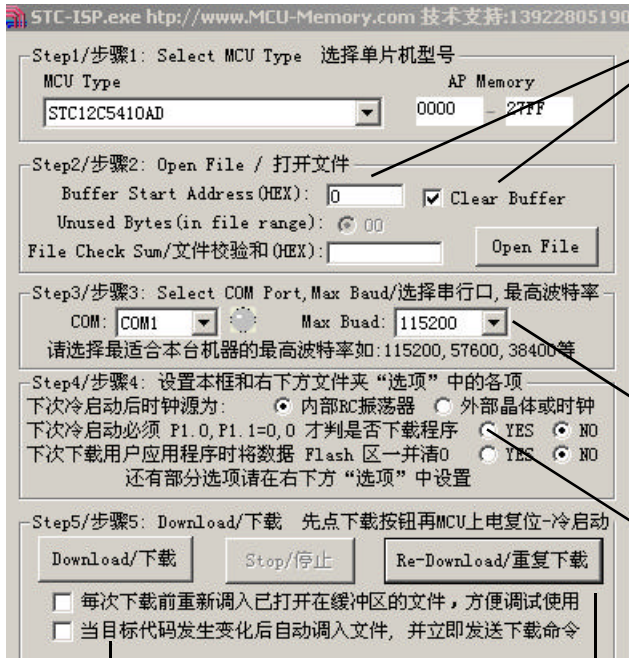 STC-ISP.exe htp://www.MCU-Memory.com 技术支持:13922805190
Step1/步骤1: Select MCU Type 选择单片机型号
MCU Type AP Memory
STC12C5410AD 0000 - 27FF
Step2/步骤2: Open File / 打开文件
Buffer Start Address(HEX): 0 Clear Buffer
Unused Bytes(in file range): 00
File Check Sum/文件校验和(HEX): Open File
Step3/步骤3: Select COM Port,Max Baud/选择串行口,最高波特率
COM: COM1 Max Buad: 115200
请选择最适合本台机器的最高波特率如:115200,57600,38400等
Step4/步骤4: 设置本框和右下方文件夹“选项”中的各项
下次冷启动后时钟源为: 内部RC振荡器 外部晶体或时钟
下次冷启动必须 P1.0,P1.1=0,0 才判是否下载程序 YES NO
下次下载用户应用程序时将数据 Flash 区一并清0 YES NO
还有部分选项请在右下方“选项”中设置
Step5/步骤5: Download/下载 先点下载按钮再MCU上电复位-冷启动
Download/下载 Stop/停止 Re-Download/重复下载
每次下载前重新调入已打开在缓冲区的文件，方便调试使用
当目标代码发生变化后自动调入文件, 并立即发送下载命令